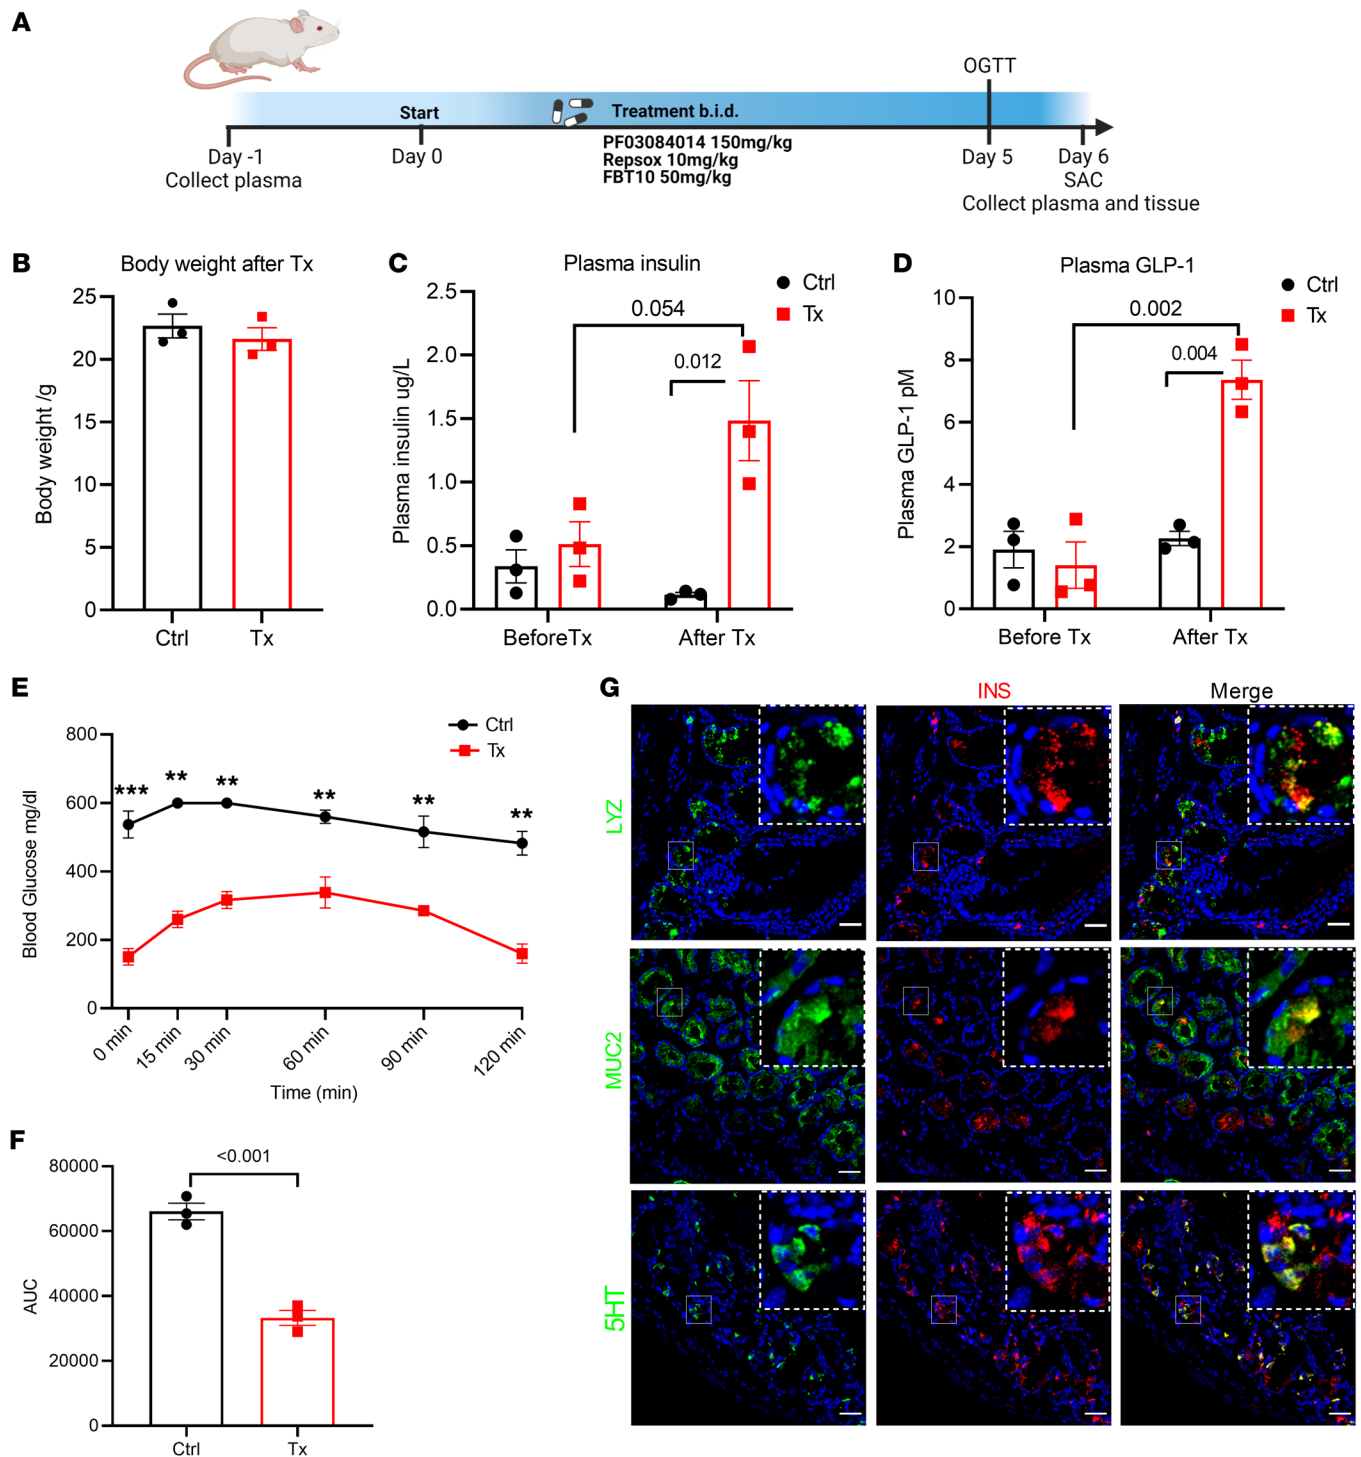 A
OGTT
Start
Treatment b.i.d.
PF03084014 150mg/kg
Repsox 10mg/kg
FBT10 50mg/kg
Day -1
Collect plasma
Day 0
Day 5
Day 6
SAC
Collect plasma and tissue
B
Body weight after Tx
Body weight /g
25
20
15
10
5
0
Ctrl
Tx
C
Plasma insulin
Ctrl
Tx
Plasma insulin ug/L
2.5
2.0
1.5
1.0
0.5
0.0
0.054
0.012
BeforeTx
After Tx
D
Plasma GLP-1
Ctrl
Tx
Plasma GLP-1 pM
10
8
6
4
2
0
0.002
0.004
Before Tx
After Tx
E
Ctrl
Tx
Blood Glucose mg/dl
800
600
400
200
0
***
**
**
**
**
**
0 min
15 min
30 min
60 min
90 min
120 min
Time (min)
F
AUC
80000
60000
40000
20000
0
<0.001
Ctrl
Tx
G
INS
Merge
LYZ
MUC2
5HT